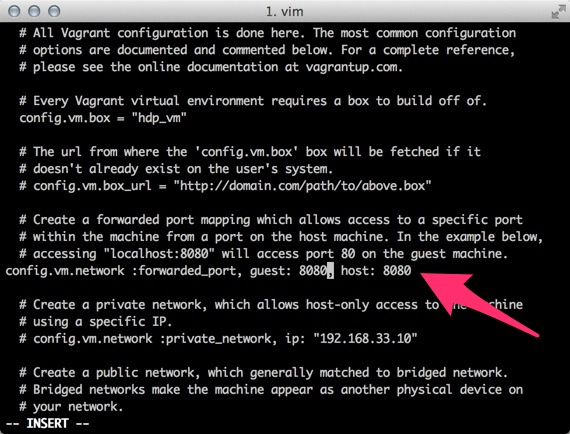 1. vim
# All Vagrant configuration is done here. The most common configuration
# options are documented and commented below. For a complete reference,
# please see the online documentation at vagrantup.com.
# Every Vagrant virtual environment requires a box to build off of.
config.vm.box = "hdp_vm"
# The url from where the 'config.vm.box' box will be fetched if it
# doesn't already exist on the user's system.
# config.vm.box_url = "http://domain.com/path/to/above.box"
# Create a forwarded port mapping which allows access to a specific port
# within the machine from a port on the host machine. In the example below,
# accessing "localhost:8080" will access port 80 on the guest machine.
config.vm.network :forwarded_port, guest: 8080, host: 8080
# Create a private network, which allows host-only access to the machine
# using a specific IP.
# config.vm.network :private_network, ip: "192.168.33.10"
# Create a public network, which generally matched to bridged network.
# Bridged networks make the machine appear as another physical device on
# your network.
-- INSERT --